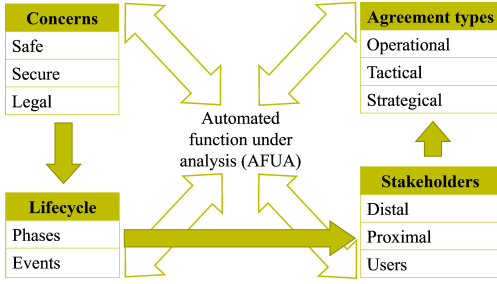 Concerns
Safe
Secure
Legal
Agreement types
Operational
Tactical
Strategical
Automated
function under
analysis (AFUA)
Lifecycle
Phases
Events
Stakeholders
Distal
Proximal
Users